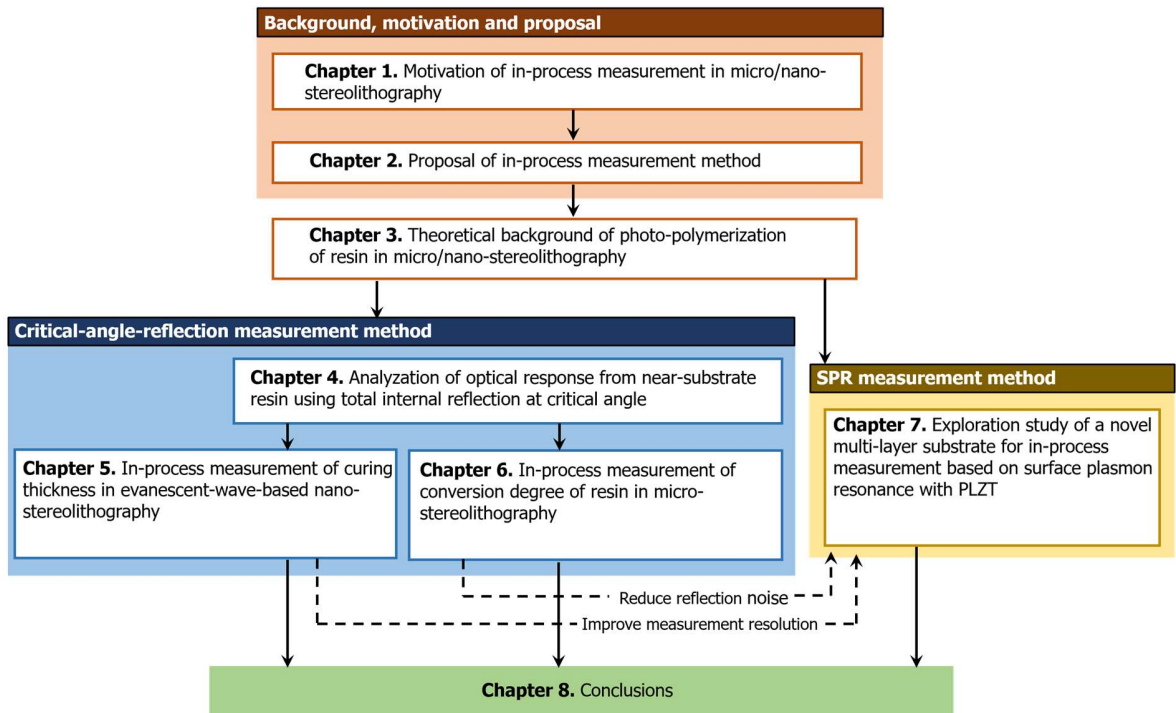 Background, motivation and proposal
Chapter 1. Motivation of in-process measurement in micro/nano-
stereolithography
Chapter 2. Proposal of in-process measurement method
Chapter 3. Theoretical background of photo-polymerization
of resin in micro/nano-stereolithography
Critical-angle-reflection measurement method
Chapter 4. Analyzation of optical response from near-substrate
resin using total internal reflection at critical angle
Chapter 5. In-process measurement of curing
thickness in evanescent-wave-based nano-
stereolithography
Chapter 6. In-process measurement of
conversion degree of resin in micro-
stereolithography
SPR measurement method
Chapter 7. Exploration study of a novel
multi-layer substrate for in-process
measurement based on surface plasmon
resonance with PLZT
Reduce reflection noise
Improve measurement resolution
Chapter 8. Conclusions